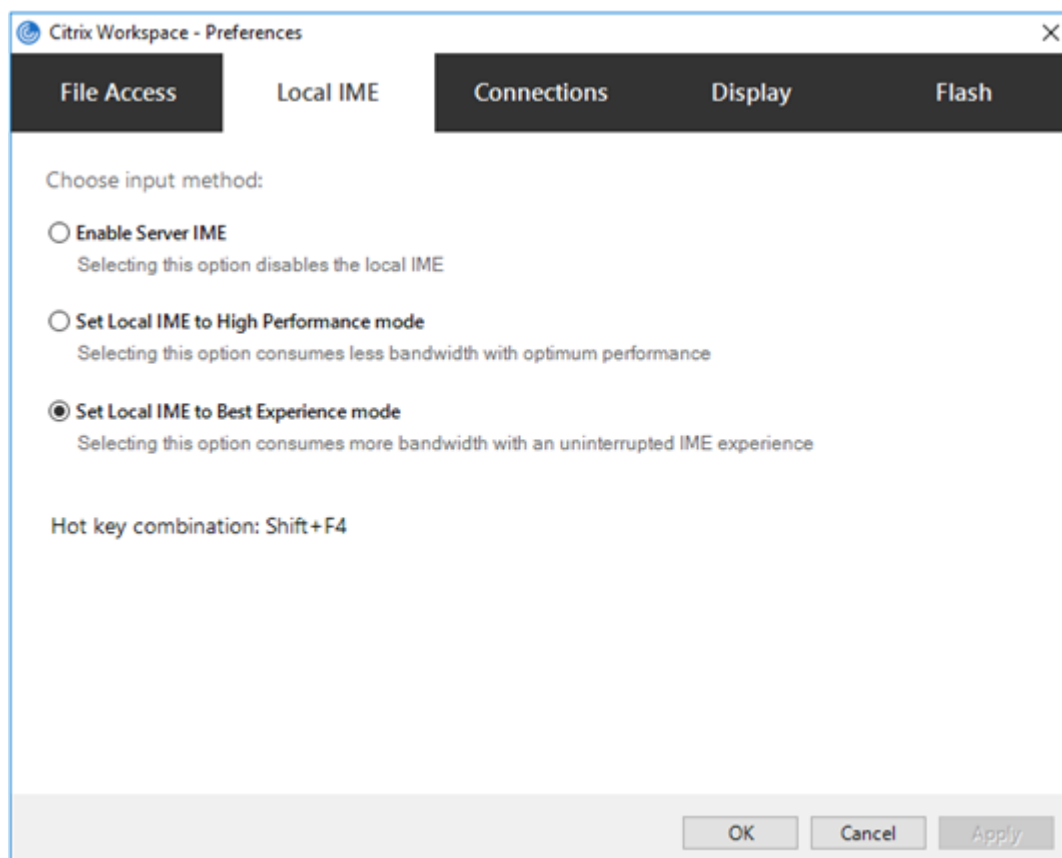 Citrix Workspace - Preferences
File Access Local IME Connections Display Flash
Choose input method:
Enable Server IME
Selecting this option disables the local IME
Set Local IME to High Performance mode
Selecting this option consumes less bandwidth with optimum performance
Set Local IME to Best Experience mode
Selecting this option consumes more bandwidth with an uninterrupted IME experience
Hot key combination: Shift+F4
OK Cancel Apply